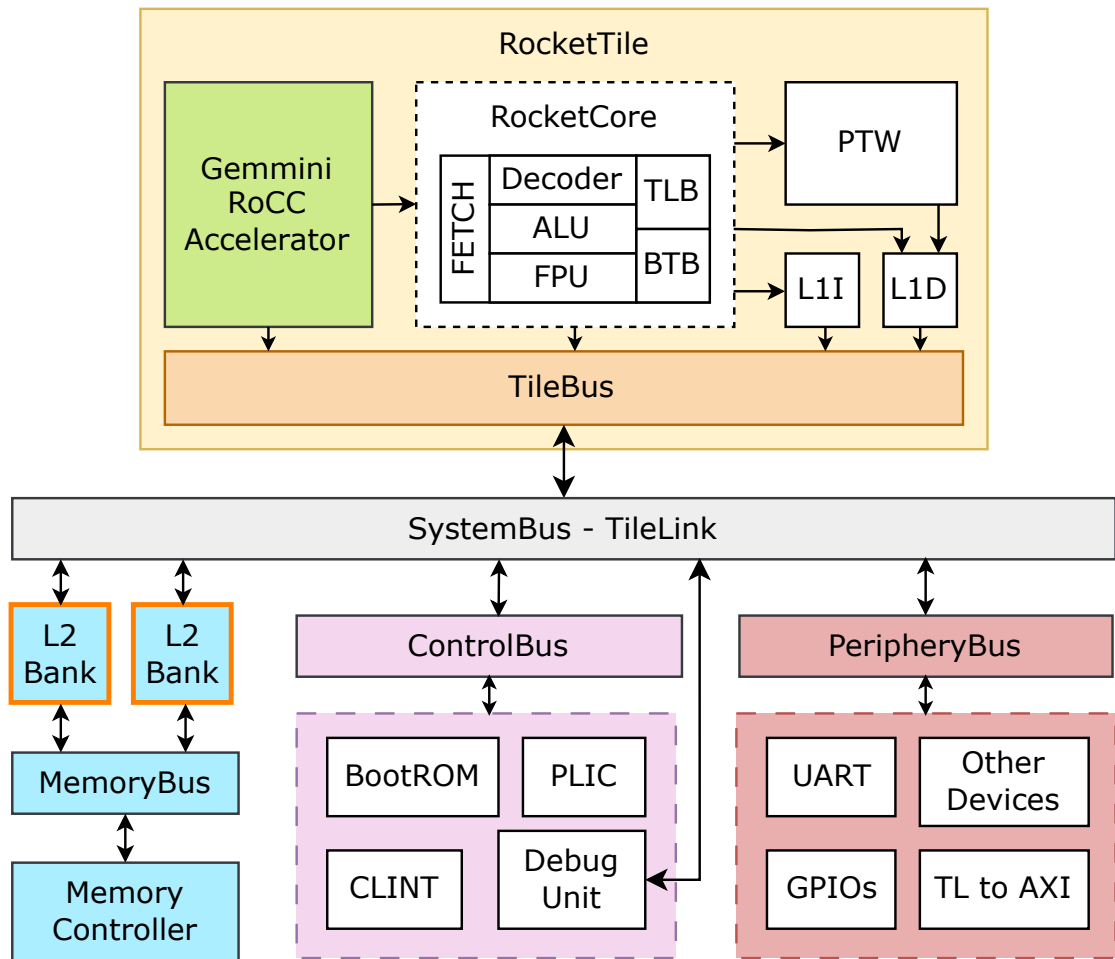 RocketTile
Gemmini
RoCC
Accelerator
RocketCore
FETCH
Decoder
ALU
FPU
TLB
BTB
PTW
L1I
L1D
TileBus
SystemBus - TileLink
L2
Bank
L2
Bank
MemoryBus
Memory
Controller
ControlBus
BootROM
PLIC
CLINT
Debug
Unit
PeripheryBus
UART
Other
Devices
GPIOs
TL to AXI